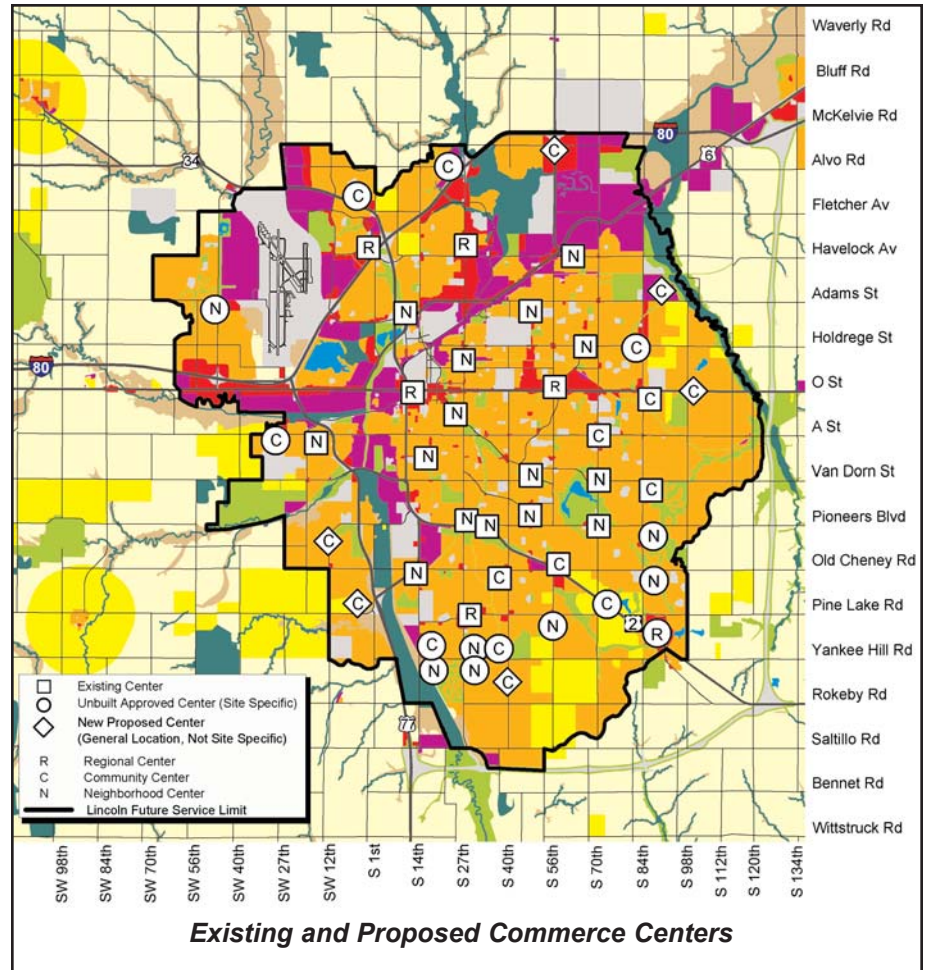 Waverly Rd
Bluff Rd
McKelvie Rd
Alvo Rd
Fletcher Av
Havelock Av
Adams St
Holdrege St
O St
A St
Van Dorn St
Pioneers Blvd
Old Cheney Rd
Pine Lake Rd
Yankee Hill Rd
Rokeby Rd
Saltillo Rd
Bennet Rd
Wittstruck Rd
80
C
6
34
C
C
R
R
N
C
N
N
N
N
C
N
80
R
R
C
C
N
C
N
C
N
N
N
C
N
N
N
N
N
C
C
N
C
N
C
C
R
2
N
R
C
N
C
N
N
C
77
Existing Center
Unbuilt Approved Center (Site Specific)
New Proposed Center
(General Location, Not Site Specific)
R Regional Center
C Community Center
N Neighborhood Center
Lincoln Future Service Limit
SW 98th
SW 84th
SW 70th
SW 56th
SW 40th
SW 27th
SW 12th
S 1st
S 14th
S 27th
S 40th
S 56th
S 70th
S 84th
S 98th
S 112th
S 120th
S 134th
Existing and Proposed Commerce Centers